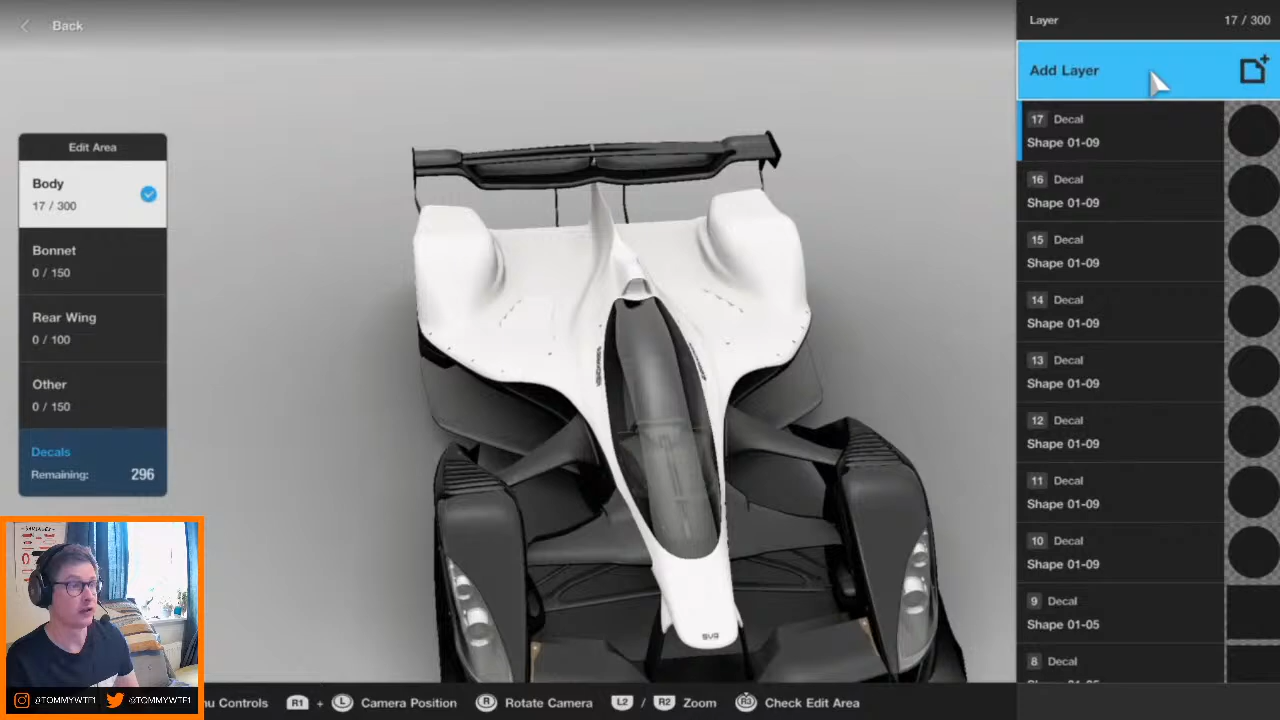 Back
Layer 17 / 300
Add Layer
Edit Area
Body
17 / 300
Bonnet
0 / 150
Rear Wing
0 / 100
Other
0 / 150
Decals
Remaining: 296
17 Decal
Shape 01-09
16 Decal
Shape 01-09
15 Decal
Shape 01-09
14 Decal
Shape 01-09
13 Decal
Shape 01-09
12 Decal
Shape 01-09
11 Decal
Shape 01-09
10 Decal
Shape 01-09
9 Decal
Shape 01-05
8 Decal
@TOMMYWTF1 @TOMMYWTF1
nu Controls R1 + L Camera Position R Rotate Camera L2 / R2 Zoom R3 Check Edit Area